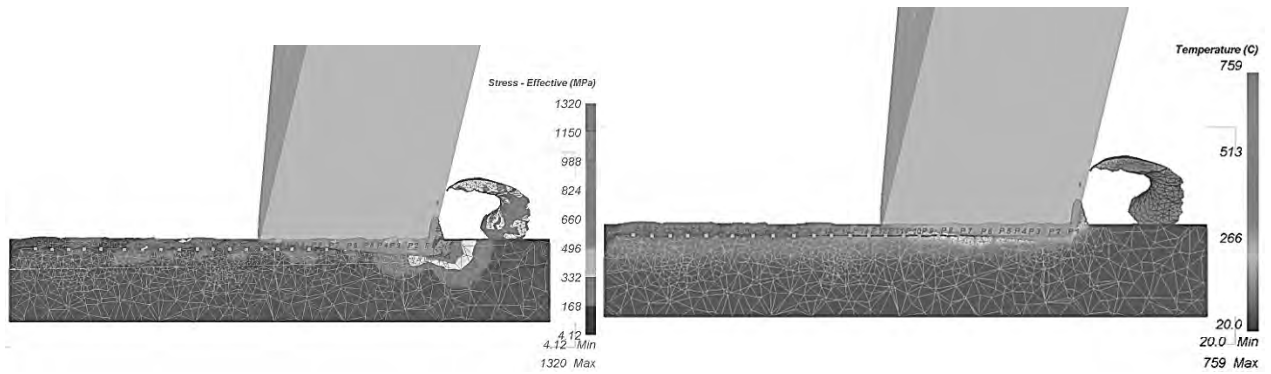 Stress - Effective (MPa)
1320
1150
988
824
660
496
332
168
4.12
4.12 Min
1320 Max
Temperature (C)
759
513
266
20.0
20.0 Min
759 Max